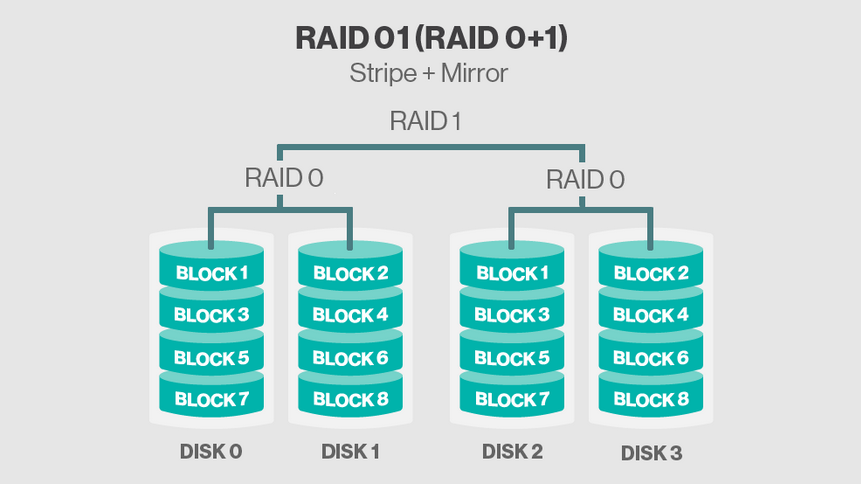 RAID 01 (RAID 0+1)
Stripe + Mirror
RAID 1
RAID 0
RAID 0
BLOCK 1
BLOCK 3
BLOCK 5
BLOCK 7
DISK 0
BLOCK 2
BLOCK 4
BLOCK 6
BLOCK 8
DISK 1
BLOCK 1
BLOCK 3
BLOCK 5
BLOCK 7
DISK 2
BLOCK 2
BLOCK 4
BLOCK 6
BLOCK 8
DISK 3